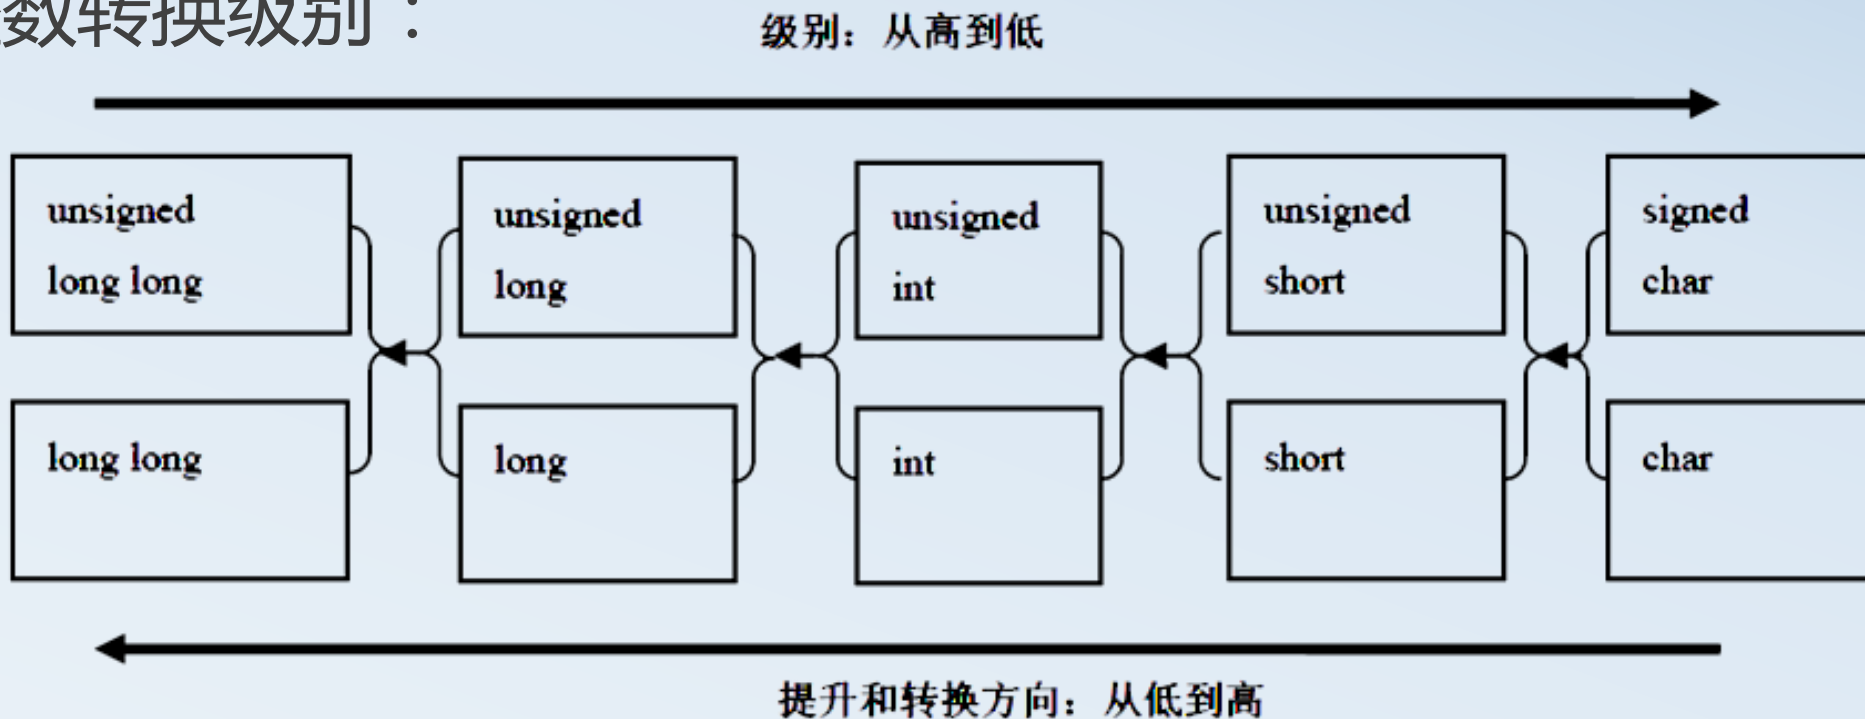 数转换级别：
级别：从高到低
unsigned
long long
unsigned
long
unsigned
int
unsigned
short
signed
char
long long
long
int
short
char
提升和转换方向：从低到高